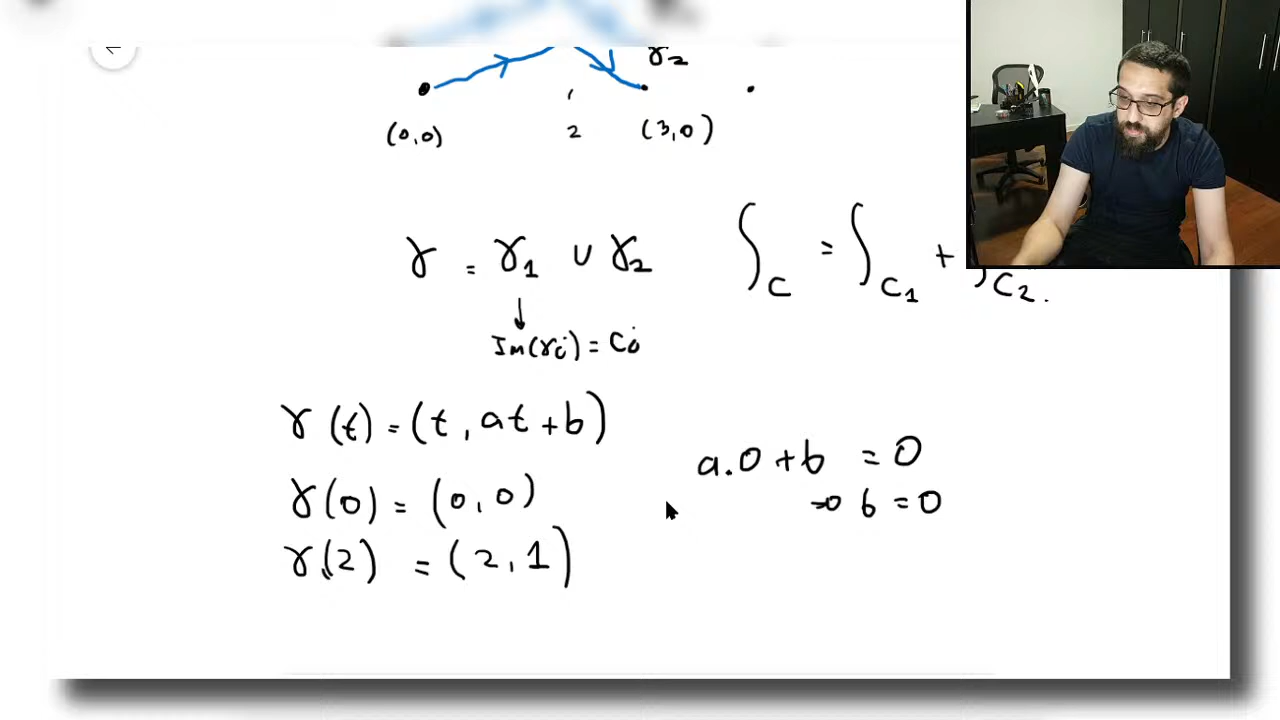 γ2
(0,0) 2 (3,0)
γ = γ1 ∪ γ2 ∫C = ∫C1 + ∫C2.
↓
Im(γi) = Ci
γ(t) = (t, at + b)
a.0 + b = 0
γ(0) = (0,0) → b = 0
γ(2) = (2,1)